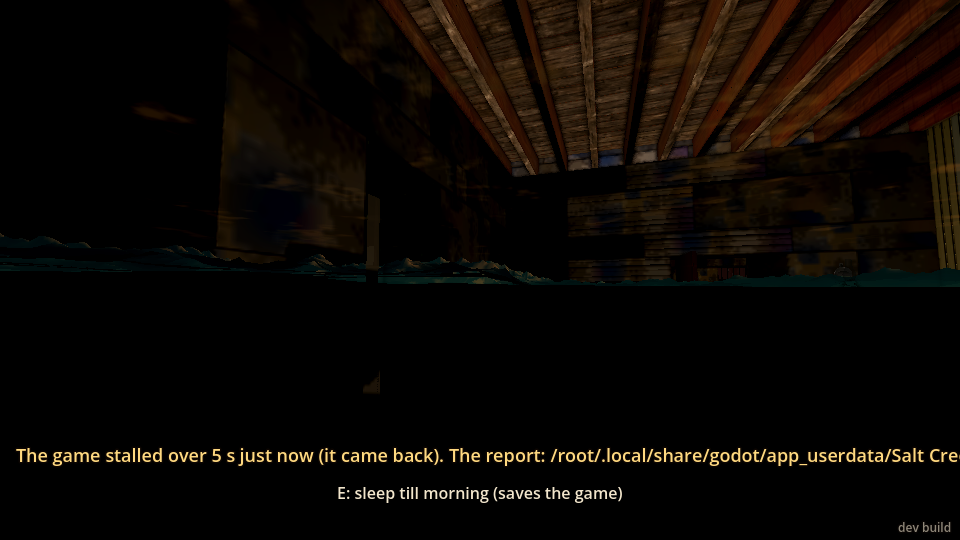 The game stalled over 5 s just now (it came back). The report: /root/.local/share/godot/app_userdata/Salt Cre
E: sleep till morning (saves the game)
dev build